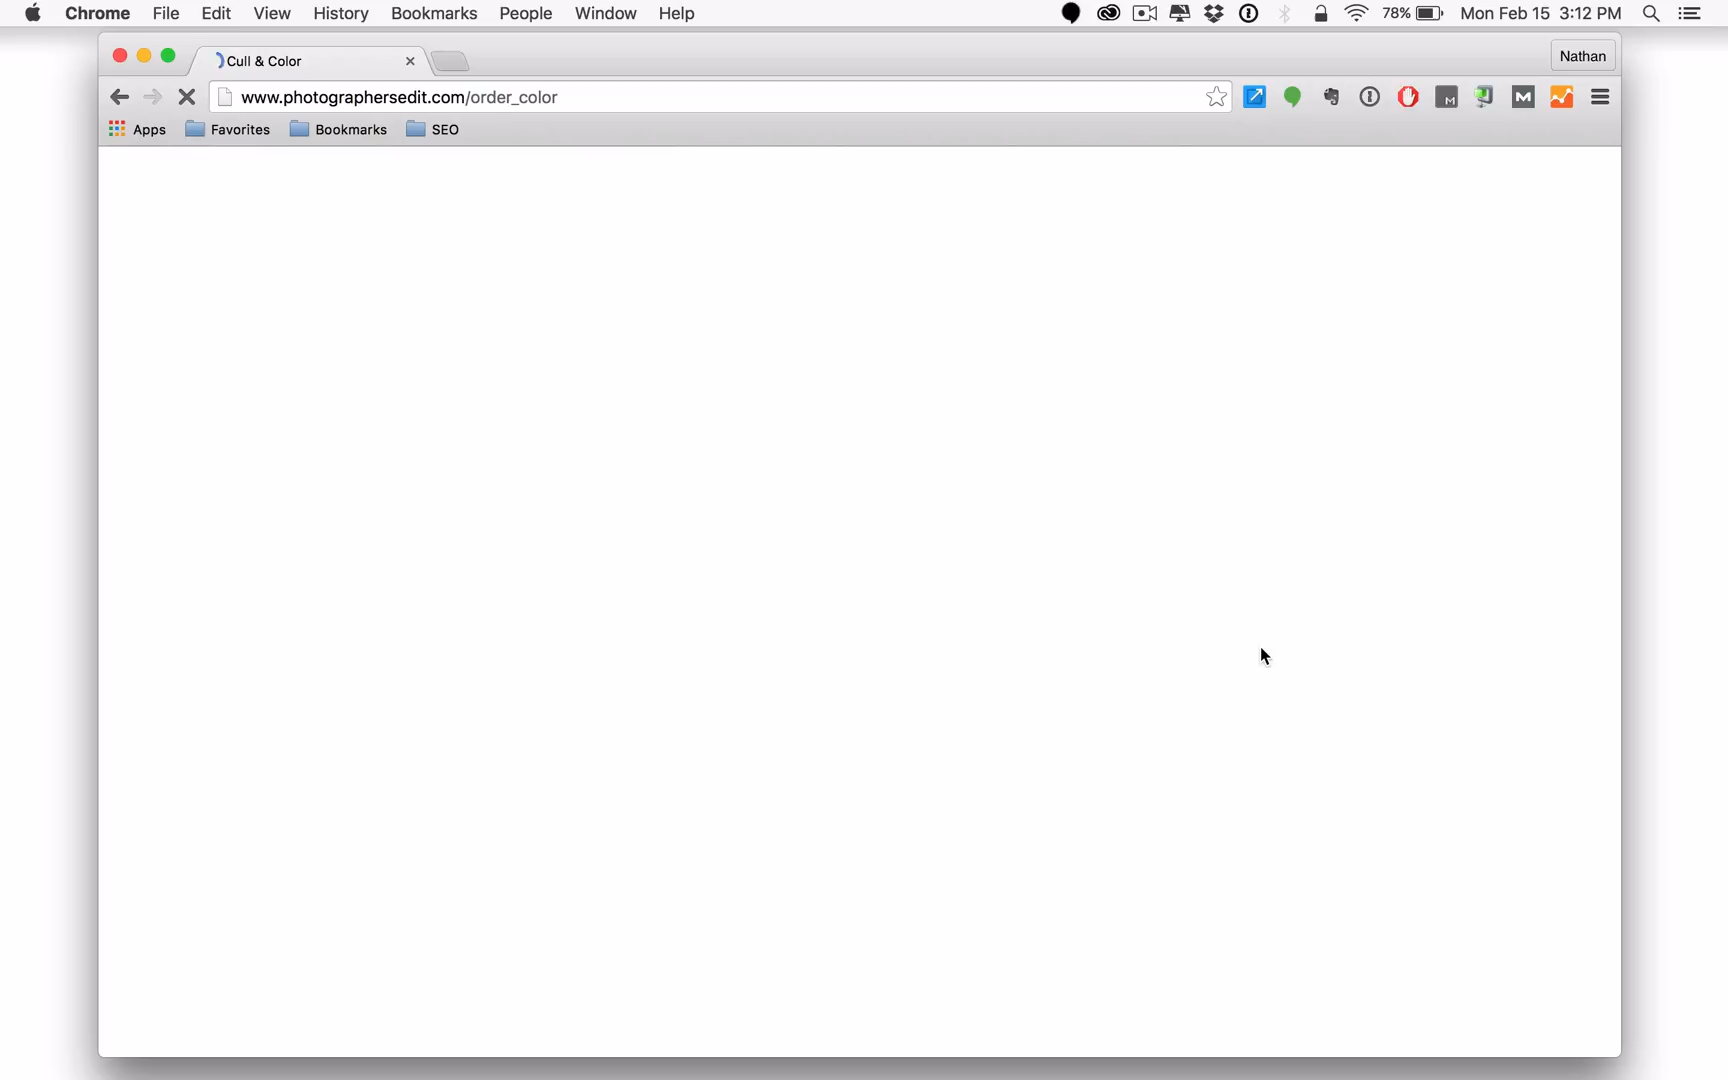 Chrome File Edit View History Bookmarks People Window Help 78% Mon Feb 15 3:12 PM
Cull & Color Nathan
www.photographersedit.com/order_color
Apps Favorites Bookmarks SEO